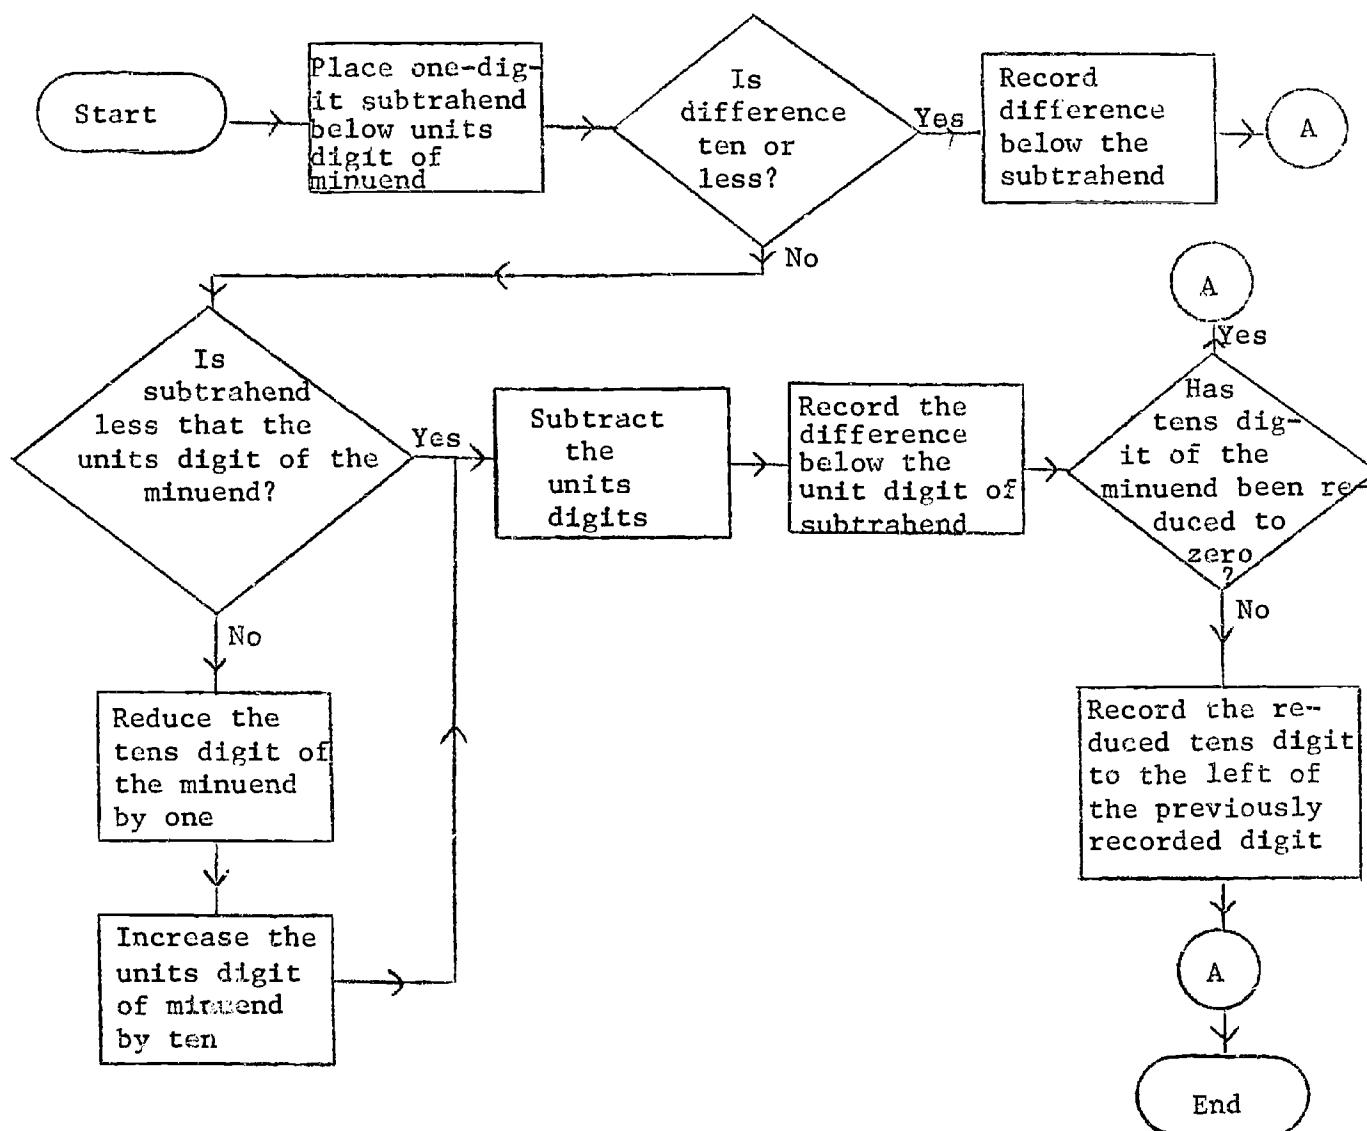 Start
Place one-dig-
it subtrahend
below units
digit of
minuend
Is
difference
ten or
less?
Yes
Record
difference
below the
subtrahend
A
No
Is
subtrahend
less that the
units digit of the
minuend?
Yes
Subtract
the
units
digits
Record the
difference
below the
unit digit of
subtrahend
A
Yes
Has
tens dig-
it of the
minuend been re-
duced to
zero
?
No
No
Reduce the
tens digit of
the minuend
by one
Increase the
units digit
of minuend
by ten
Record the re-
duced tens digit
to the left of
the previously
recorded digit
A
End